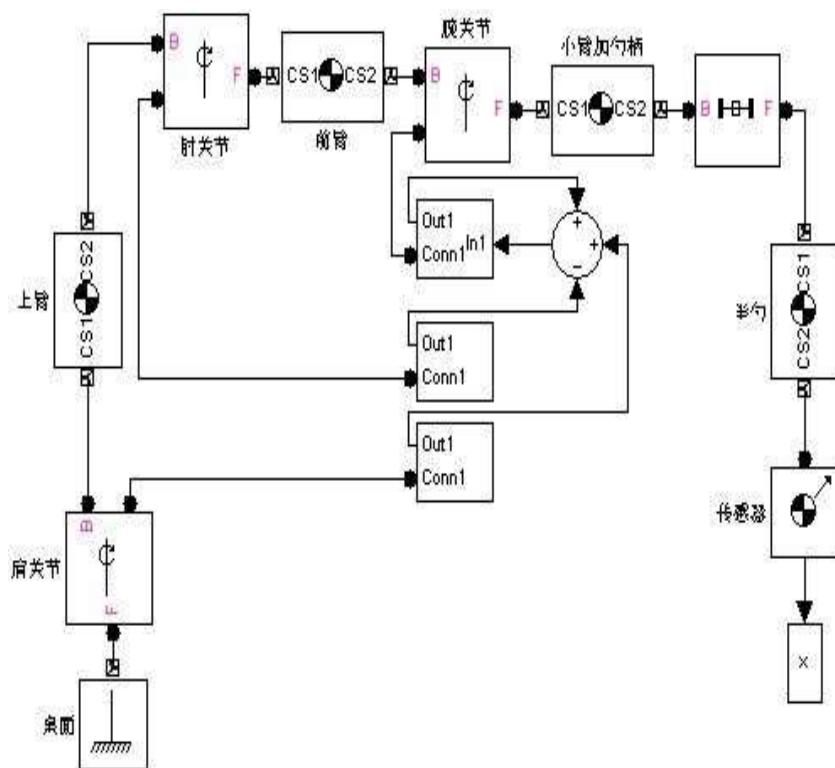 B
F
肘关节
CS1 CS2
前臂
腕关节
B
F
小臂加勺柄
CS1 CS2
B F
Out1
Conn1
In1
+
+
−
上臂
CS1 CS2
Out1
Conn1
CS2 CS1
半勺
Out1
Conn1
B
F
肩关节
传感器
桌面
x